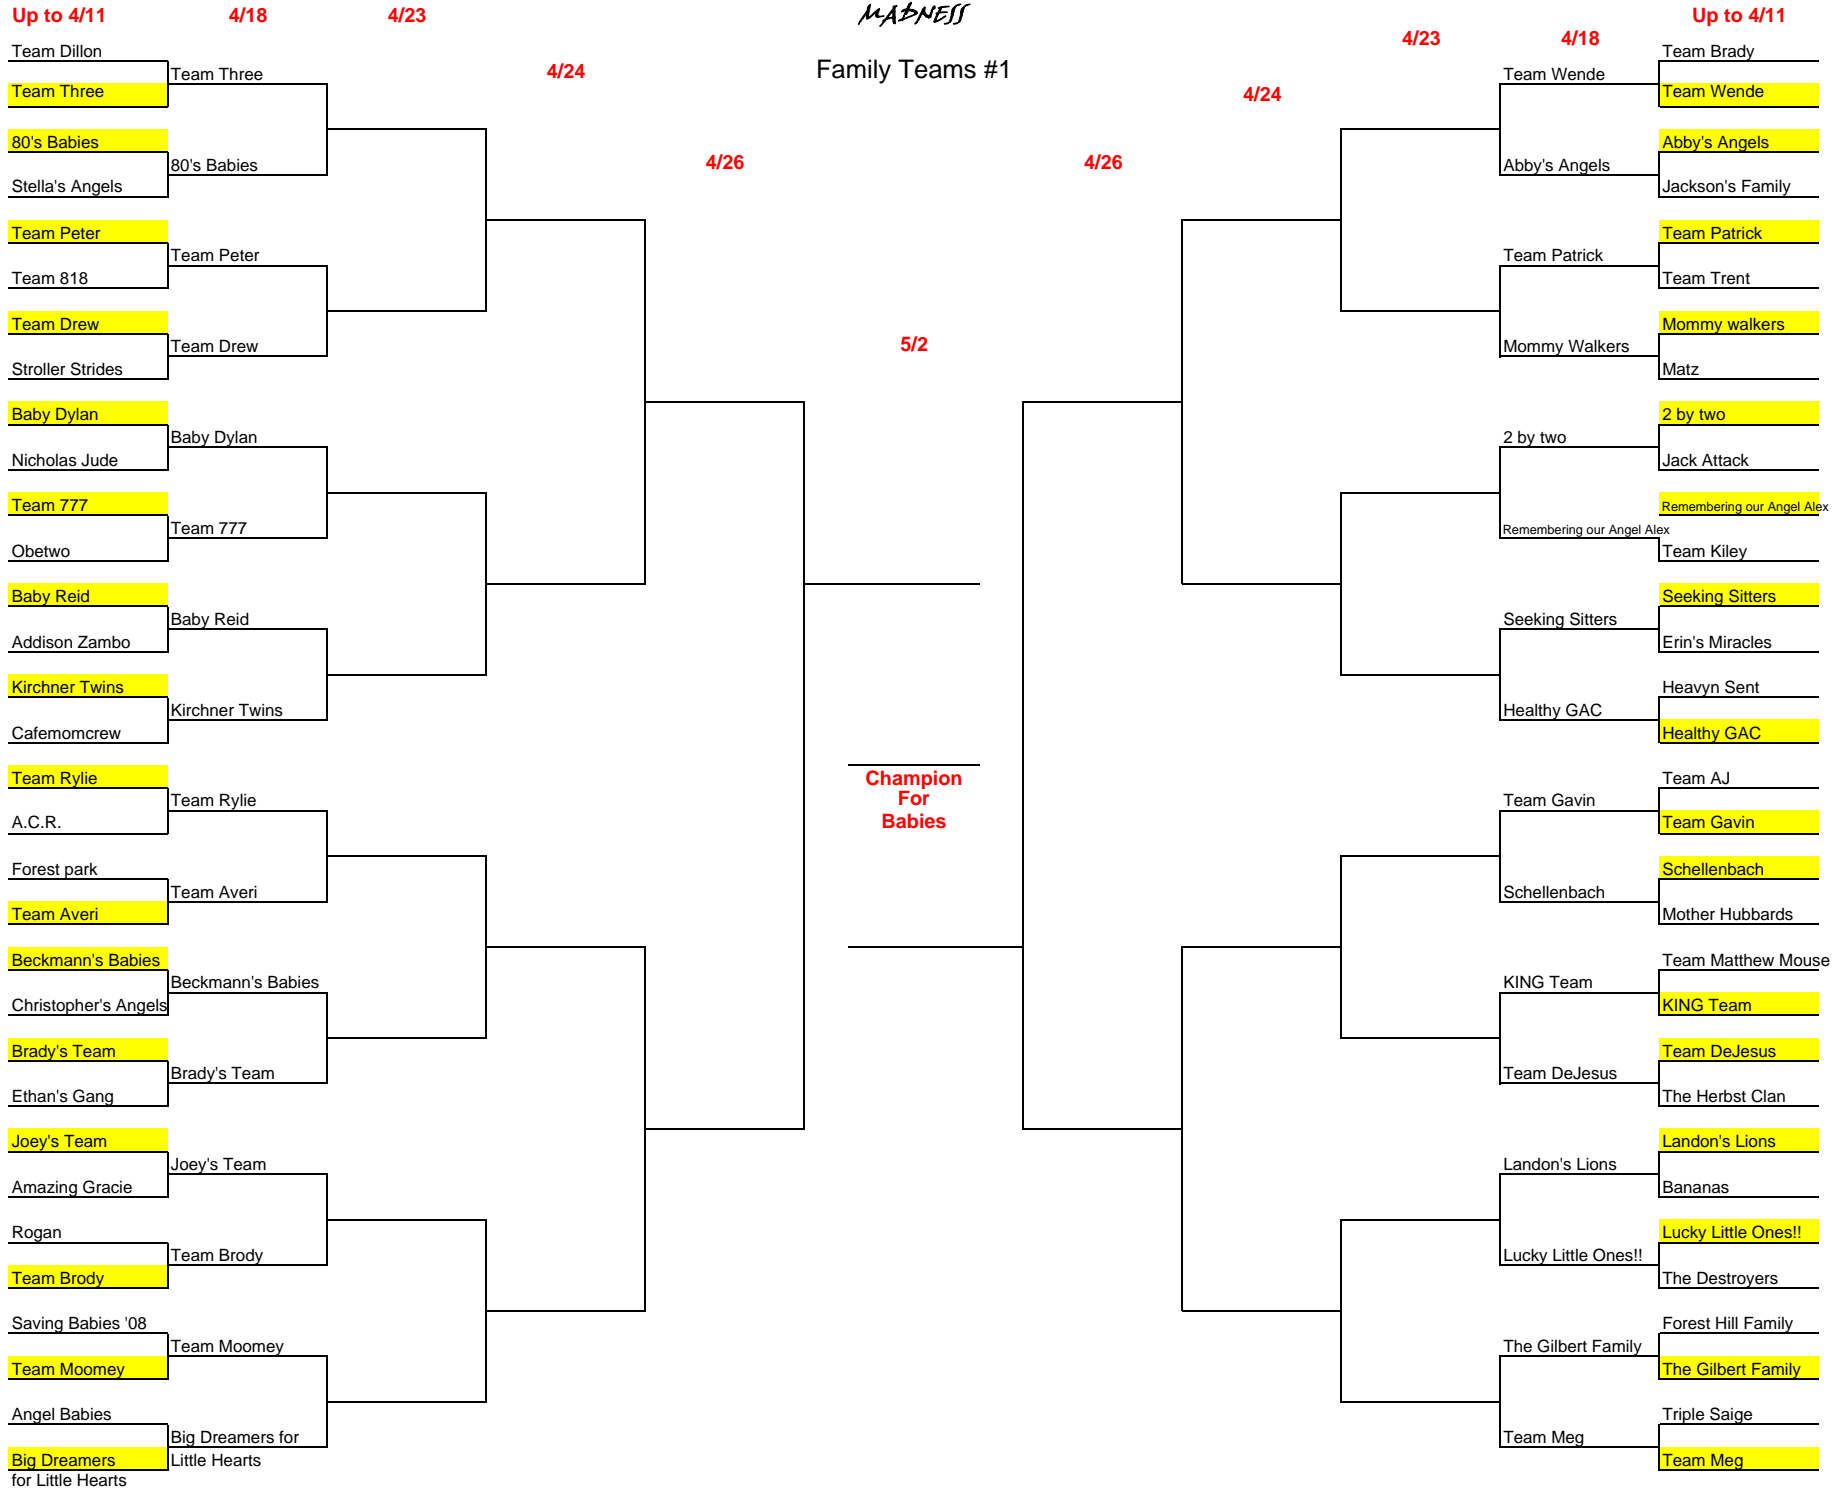 MADNESS
Family Teams #1
Up to 4/11
4/18
4/23
4/24
4/26
5/2
4/26
4/24
4/23
4/18
Up to 4/11
Team Dillon
Team Three
80's Babies
Stella's Angels
Team Peter
Team 818
Team Drew
Stroller Strides
Baby Dylan
Nicholas Jude
Team 777
Obetwo
Baby Reid
Addison Zambo
Kirchner Twins
Cafemomcrew
Team Rylie
A.C.R.
Forest park
Team Averi
Beckmann's Babies
Christopher's Angels
Brady's Team
Ethan's Gang
Joey's Team
Amazing Gracie
Rogan
Team Brody
Saving Babies '08
Team Moomey
Angel Babies
Big Dreamers
for Little Hearts
Team Three
80's Babies
Team Peter
Team Drew
Baby Dylan
Team 777
Baby Reid
Kirchner Twins
Team Rylie
Team Averi
Beckmann's Babies
Brady's Team
Joey's Team
Team Brody
Team Moomey
Big Dreamers for
Little Hearts
Champion
For
Babies
Team Wende
Abby's Angels
Team Patrick
Mommy Walkers
2 by two
Remembering our Angel Alex
Seeking Sitters
Healthy GAC
Team Gavin
Schellenbach
KING Team
Team DeJesus
Landon's Lions
Lucky Little Ones!!
The Gilbert Family
Team Meg
Team Brady
Team Wende
Abby's Angels
Jackson's Family
Team Patrick
Team Trent
Mommy walkers
Matz
2 by two
Jack Attack
Remembering our Angel Alex
Team Kiley
Seeking Sitters
Erin's Miracles
Heavyn Sent
Healthy GAC
Team AJ
Team Gavin
Schellenbach
Mother Hubbards
Team Matthew Mouse
KING Team
Team DeJesus
The Herbst Clan
Landon's Lions
Bananas
Lucky Little Ones!!
The Destroyers
Forest Hill Family
The Gilbert Family
Triple Saige
Team Meg